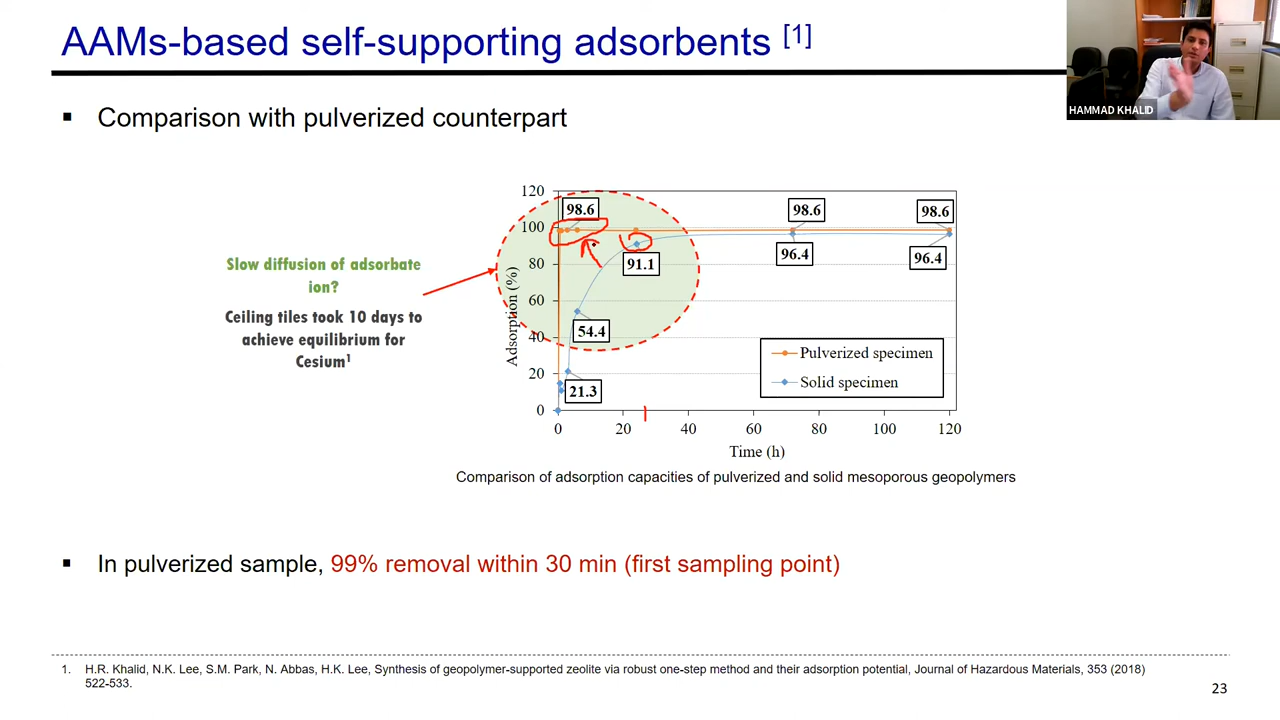 AAMs-based self-supporting adsorbents [1]
HAMMAD KHALID
▪ Comparison with pulverized counterpart
Slow diffusion of adsorbate
ion?
Ceiling tiles took 10 days to
achieve equilibrium for
Cesium1
Adsorption (%)
120
100
80
60
40
20
0
98.6
98.6
98.6
91.1
96.4
96.4
54.4
21.3
Pulverized specimen
Solid specimen
0 20 40 60 80 100 120
Time (h)
Comparison of adsorption capacities of pulverized and solid mesoporous geopolymers
▪ In pulverized sample, 99% removal within 30 min (first sampling point)
1. H.R. Khalid, N.K. Lee, S.M. Park, N. Abbas, H.K. Lee, Synthesis of geopolymer-supported zeolite via robust one-step method and their adsorption potential, Journal of Hazardous Materials, 353 (2018)
522-533.
23